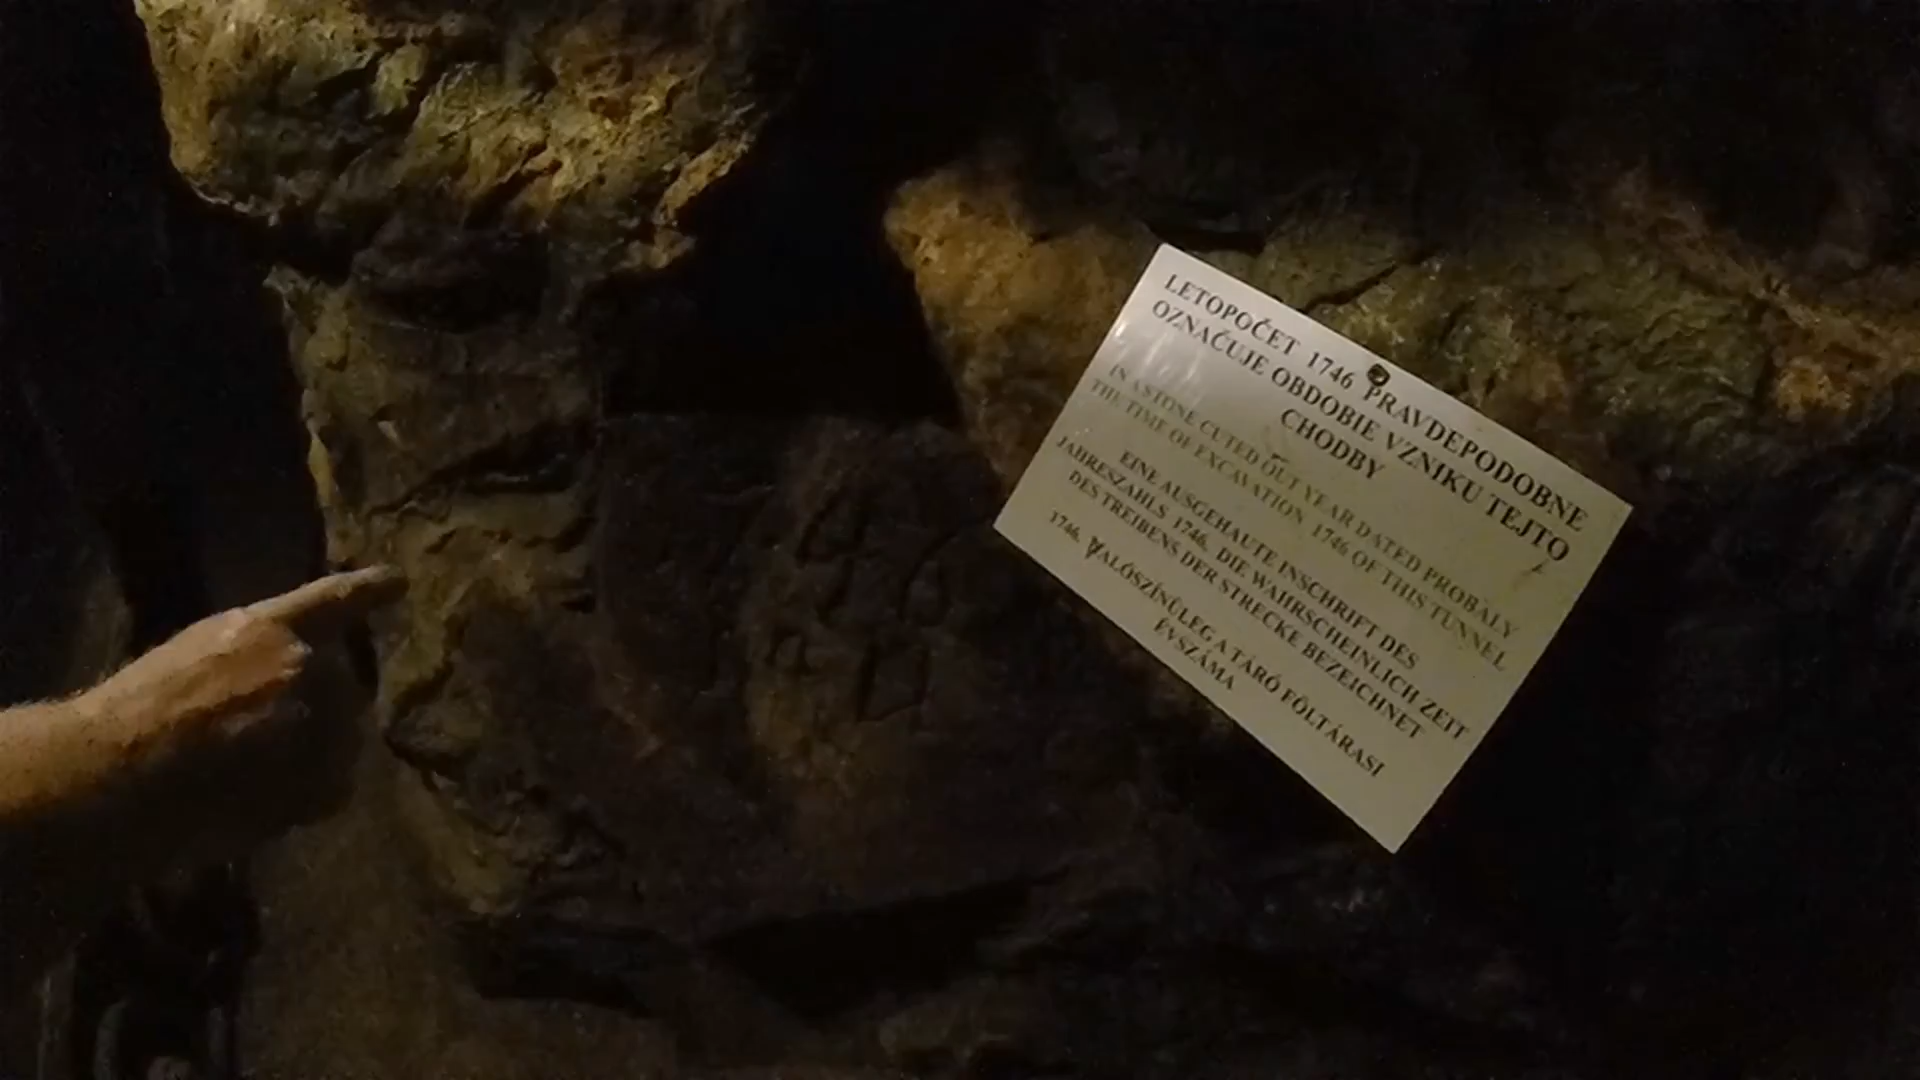 LETOPOČET 1746 PRAVDEPODOBNE
OZNAČUJE OBDOBIE VZNIKU TEJTO
CHODBY
IN A STONE CUTED OUT YEAR DATED PROBALY
THE TIME OF EXCAVATION 1746 OF THIS TUNNEL
EINE AUSGEHAUTE INSCHRIFT DES
JAHRESZAHLS 1746, DIE WAHRSCHEINLICH ZEIT
DES TREIBENS DER STRECKE BEZEICHNET
1746. VALÓSZÍNŰLEG A TÁRÓ FÖLTÁRASI
ÉVSZÁMA